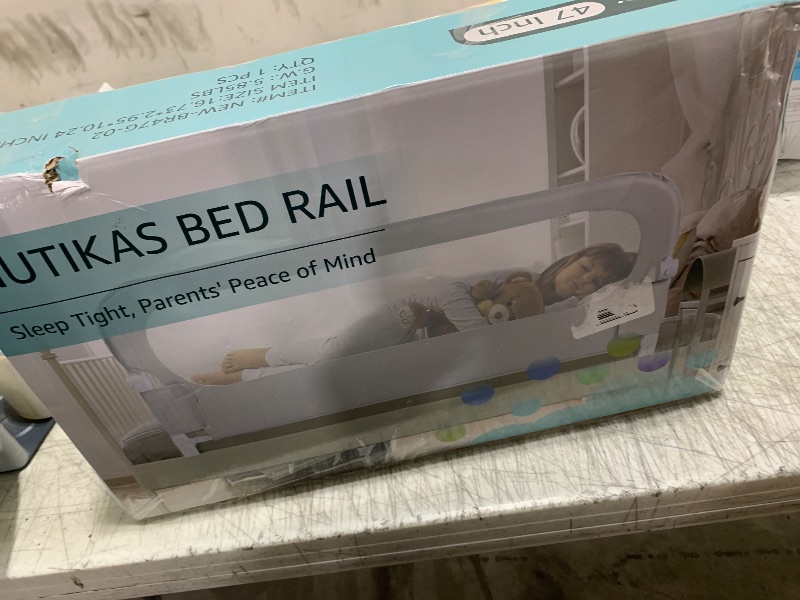 47 Inch
ITEM#: NEW-BR47G-02
ITEM SIZE:16.73*2.95*10.24 INCH
G.W.: 5.85LBS
QTY: 1 PCS
UTIKAS BED RAIL
Sleep Tight, Parents' Peace of Mind